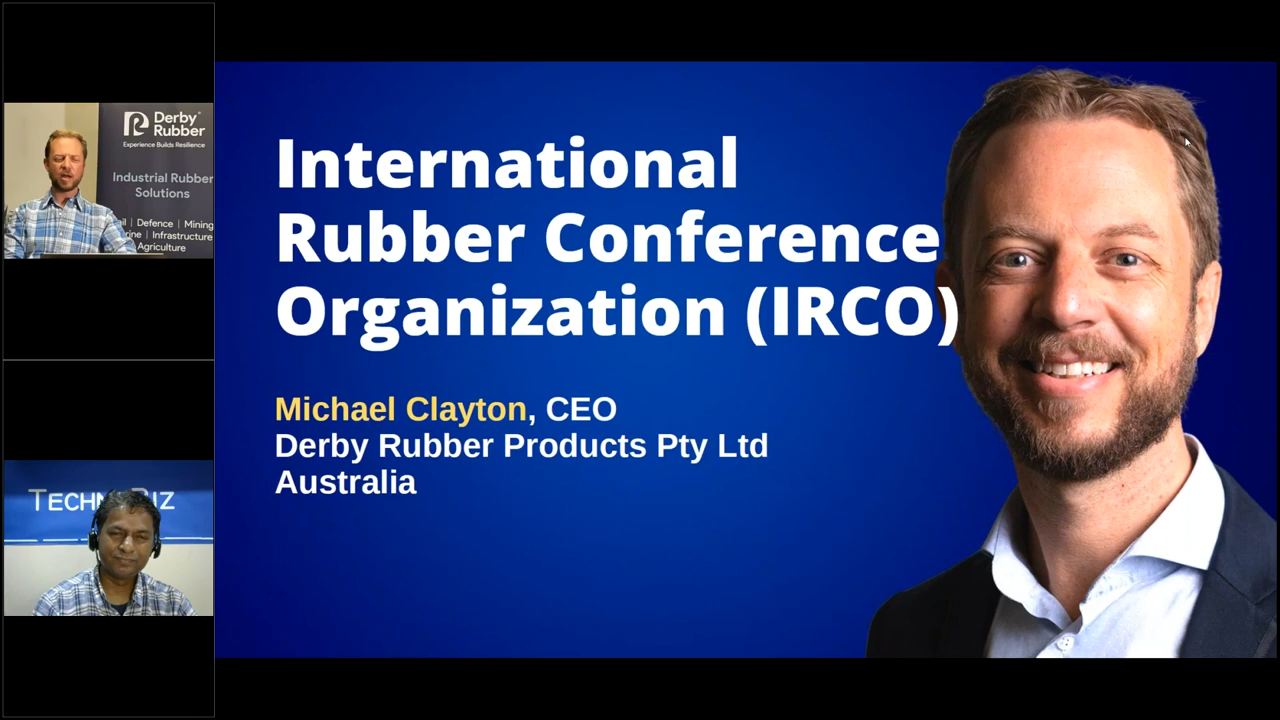 Derby
Rubber
Experience Builds Resilience
Industrial Rubber
Solutions
Defence | Mining
Infrastructure
Agriculture
International
Rubber Conference
Organization (IRCO)
Michael Clayton, CEO
Derby Rubber Products Pty Ltd
Australia